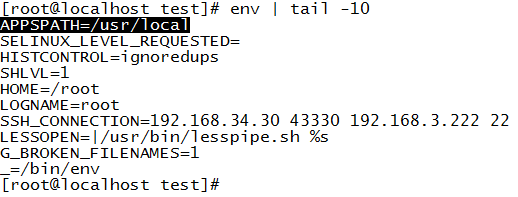 [root@localhost test]# env | tail -10
APPSPATH=/usr/local
SELINUX_LEVEL_REQUESTED=
HISTCONTROL=ignoredups
SHLVL=1
HOME=/root
LOGNAME=root
SSH_CONNECTION=192.168.34.30 43330 192.168.3.222 22
LESSOPEN=|/usr/bin/lesspipe.sh %s
G_BROKEN_FILENAMES=1
_=/bin/env
[root@localhost test]#